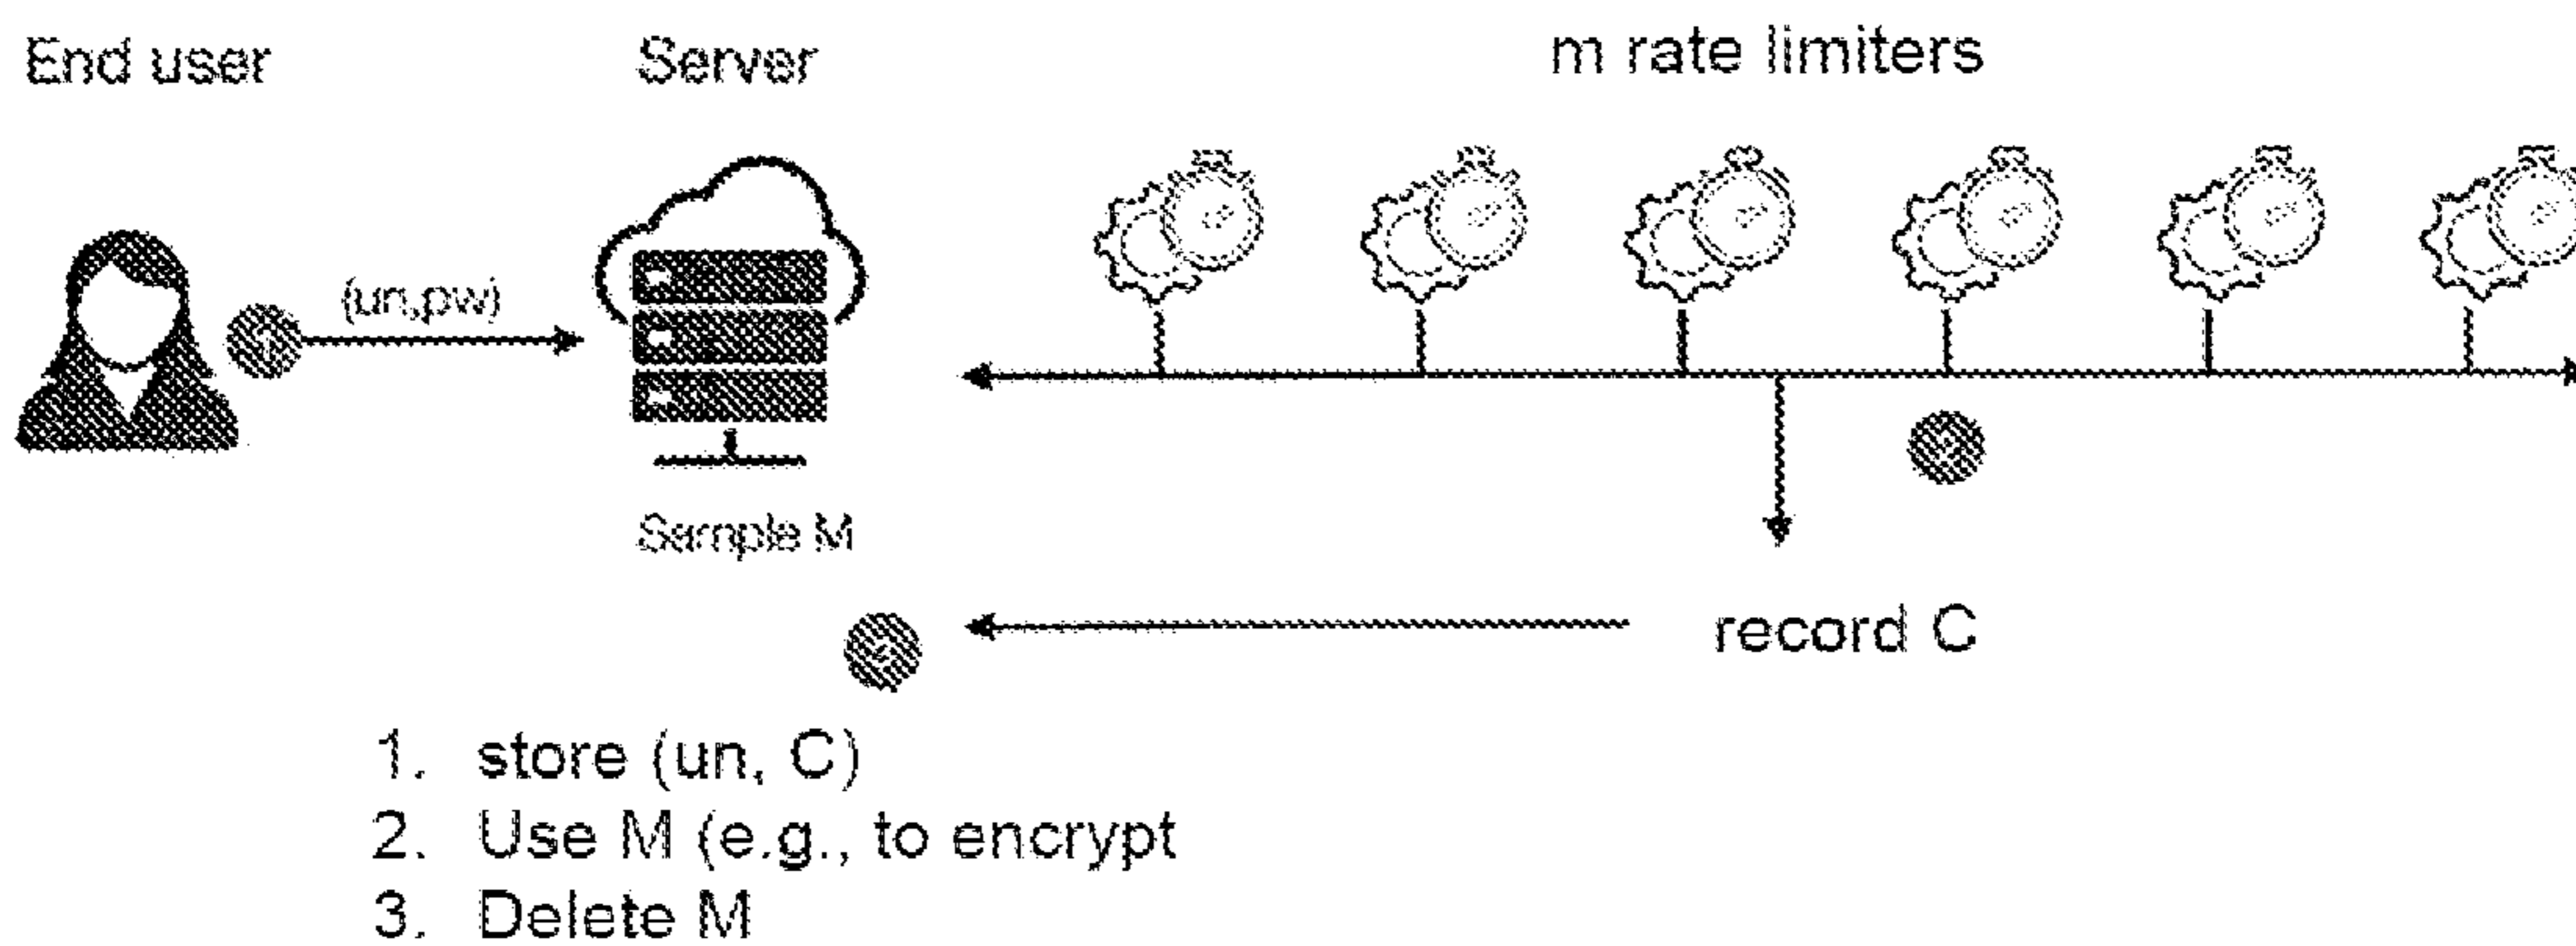 End user
Server
m rate limiters
(un,pw)
Sample M
record C
1. store (un, C)
2. Use M (e.g., to encrypt
3. Delete M